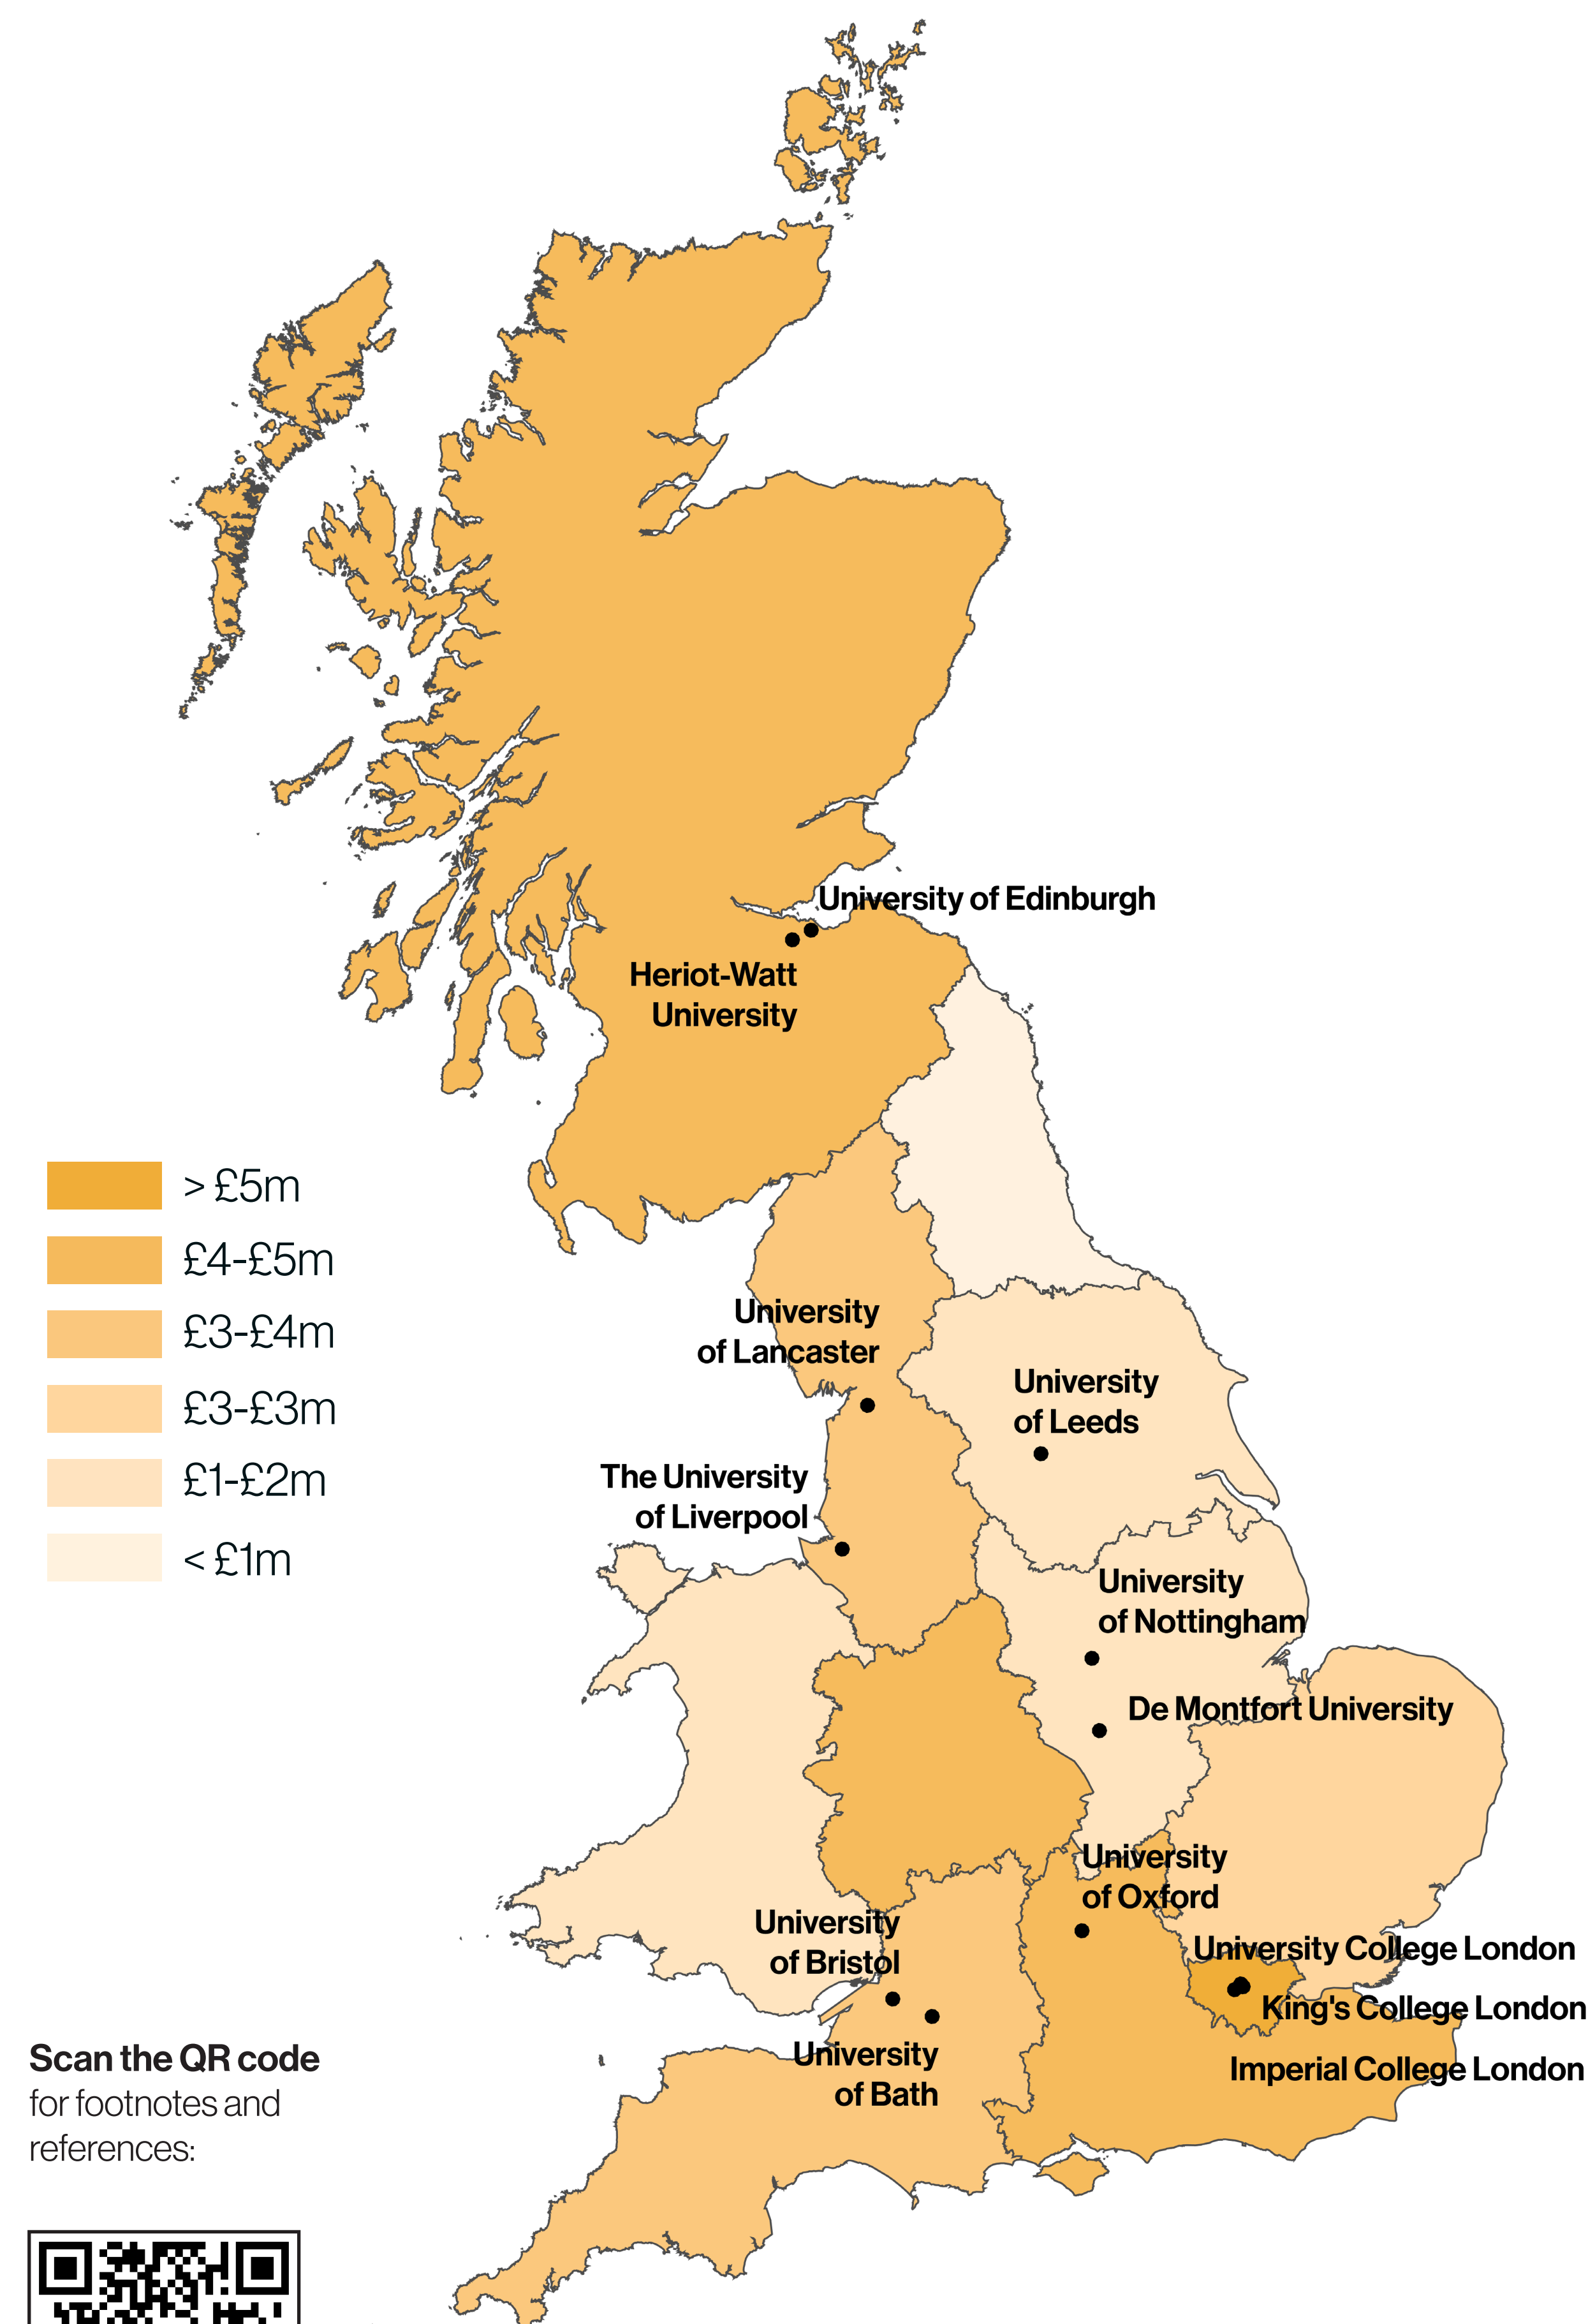 University of Edinburgh
Heriot-Watt
University
> £5m
£4-£5m
£3-£4m
£3-£3m
£1-£2m
< £1m
University
of Lancaster
University
of Leeds
The University
of Liverpool
University
of Nottingham
De Montfort University
University
of Oxford
University
of Bristol
University College London
King's College London
University
of Bath
Imperial College London
Scan the QR code
for footnotes and
references: